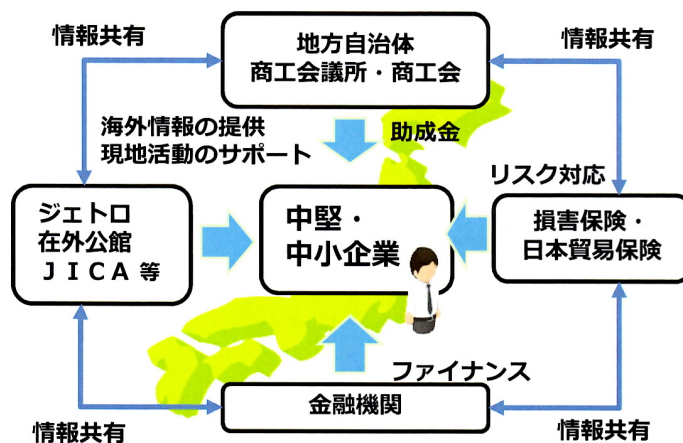 情報共有
地方自治体
商工会議所・商工会
情報共有
海外情報の提供
現地活動のサポート
助成金
リスク対応
ジェトロ
在外公館
ＪＩＣＡ 等
中堅・
中小企業
損害保険・
日本貿易保険
ファイナンス
金融機関
情報共有
情報共有